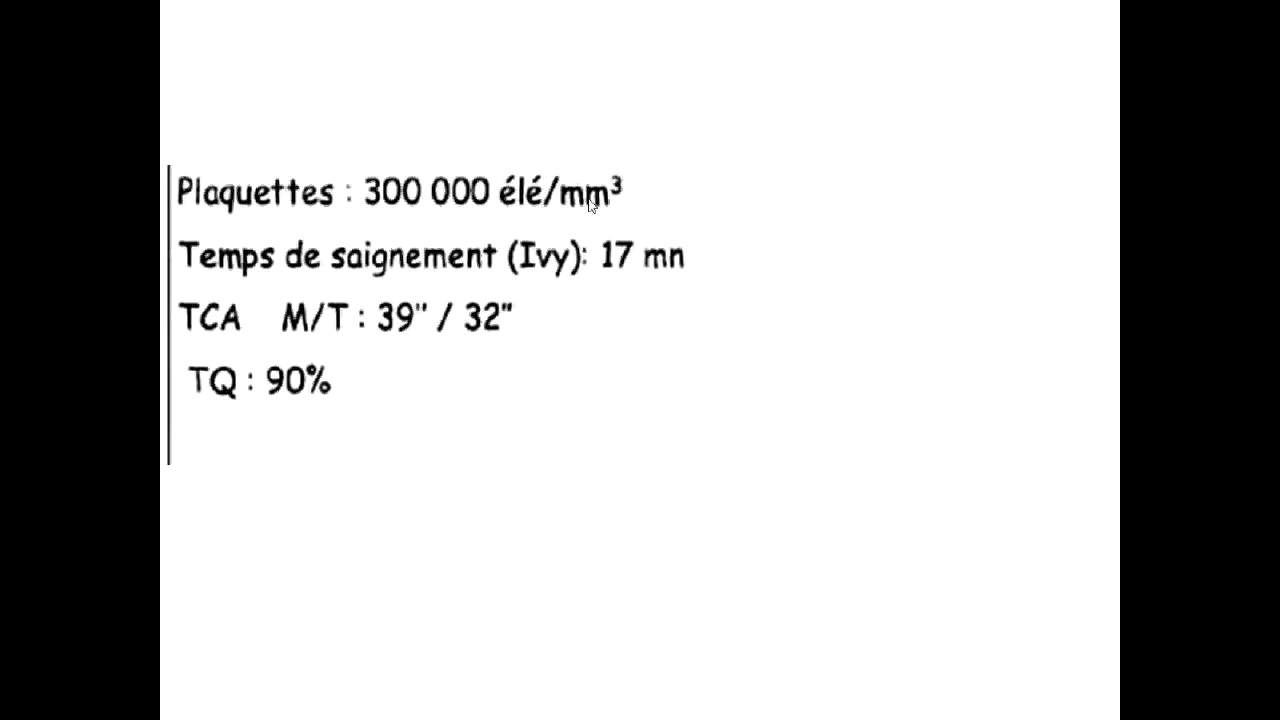 Plaquettes : 300 000 élé/mm³
Temps de saignement (Ivy): 17 mn
TCA M/T : 39" / 32"
TQ : 90%